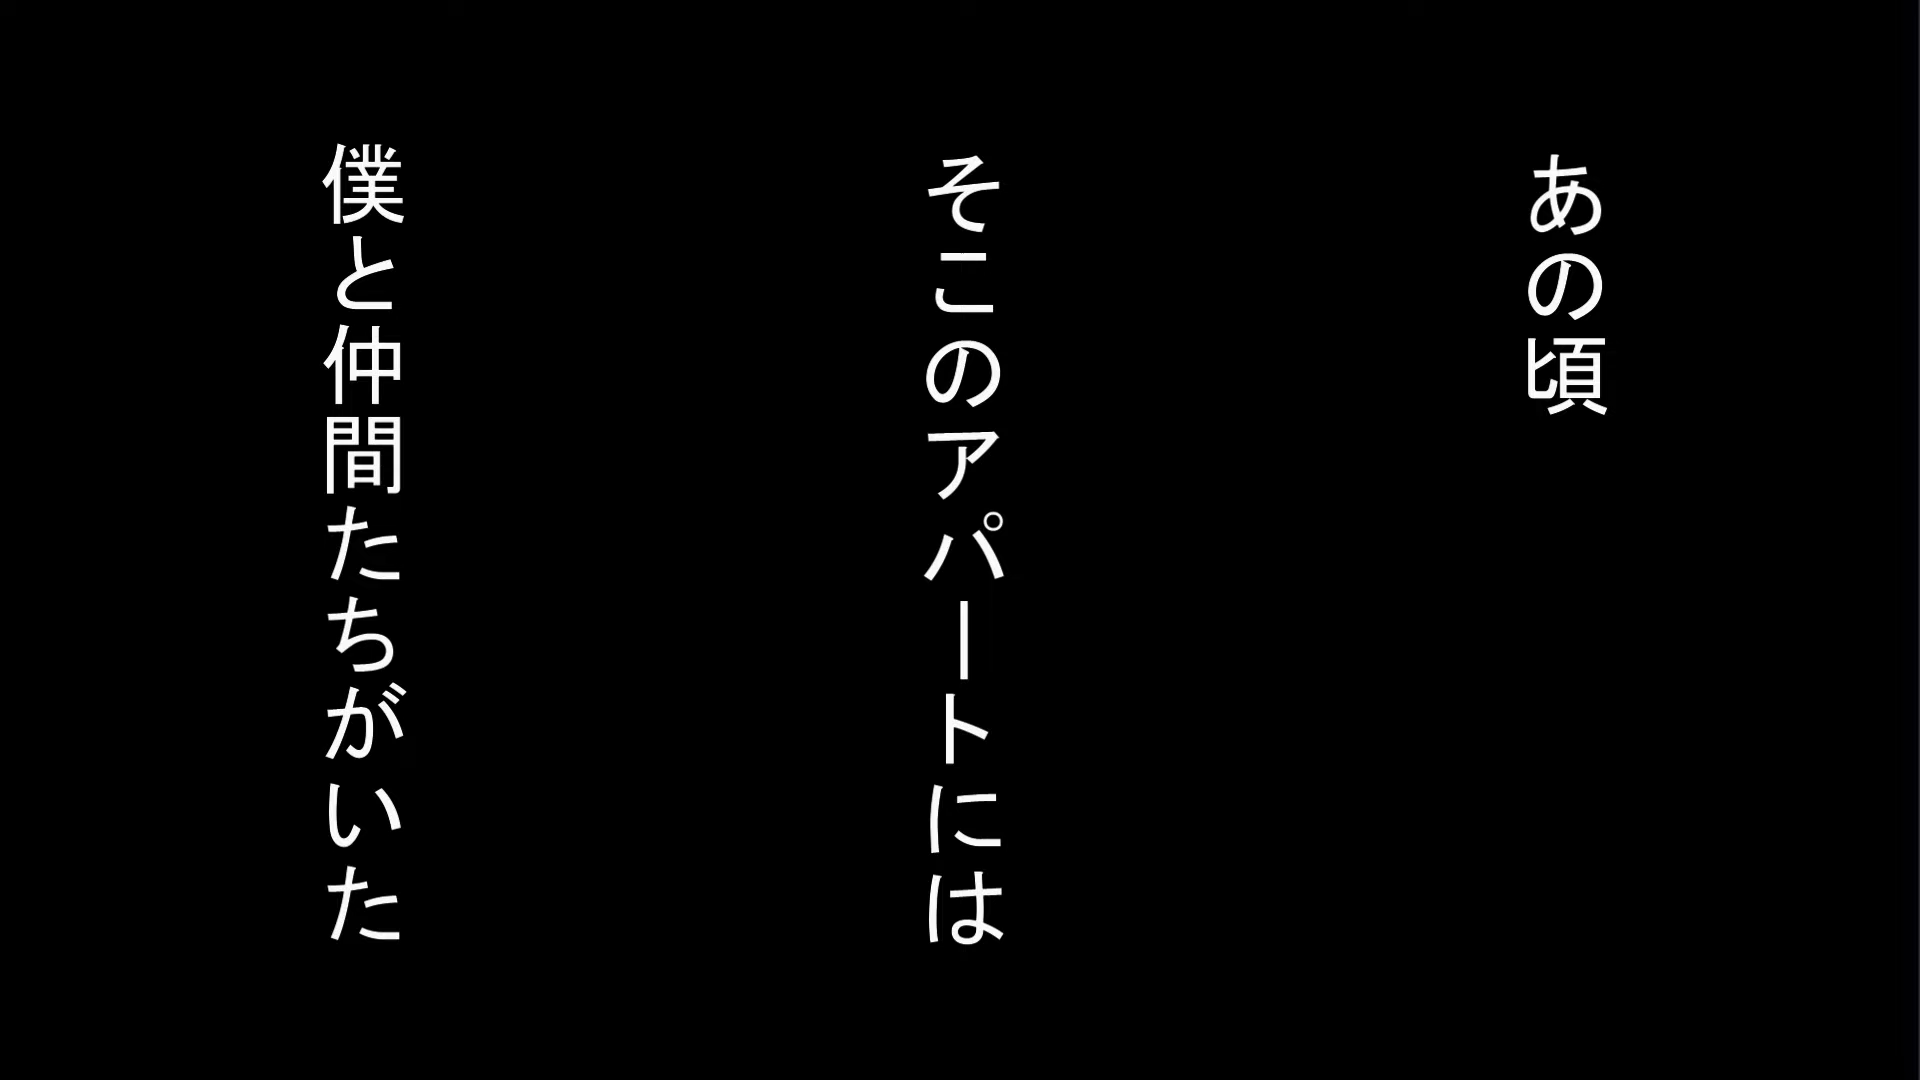 あの頃
そこのアパートには
僕と仲間たちがいた